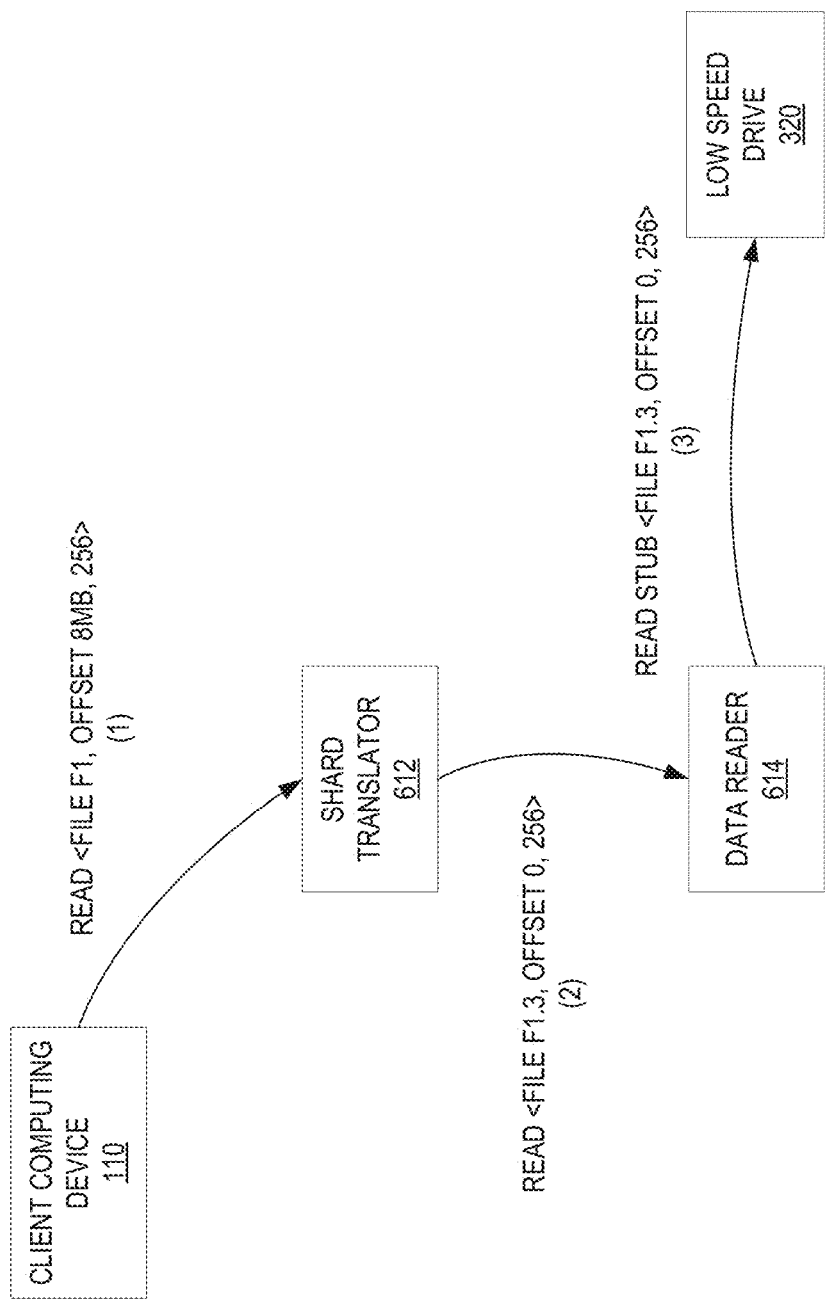 CLIENT COMPUTING
DEVICE
110
READ <FILE F1, OFFSET 8MB, 256>
(1)
SHARD
TRANSLATOR
612
READ <FILE F1.3, OFFSET 0, 256>
(2)
DATA READER
614
READ STUB <FILE F1.3, OFFSET 0, 256>
(3)
LOW SPEED
DRIVE
320